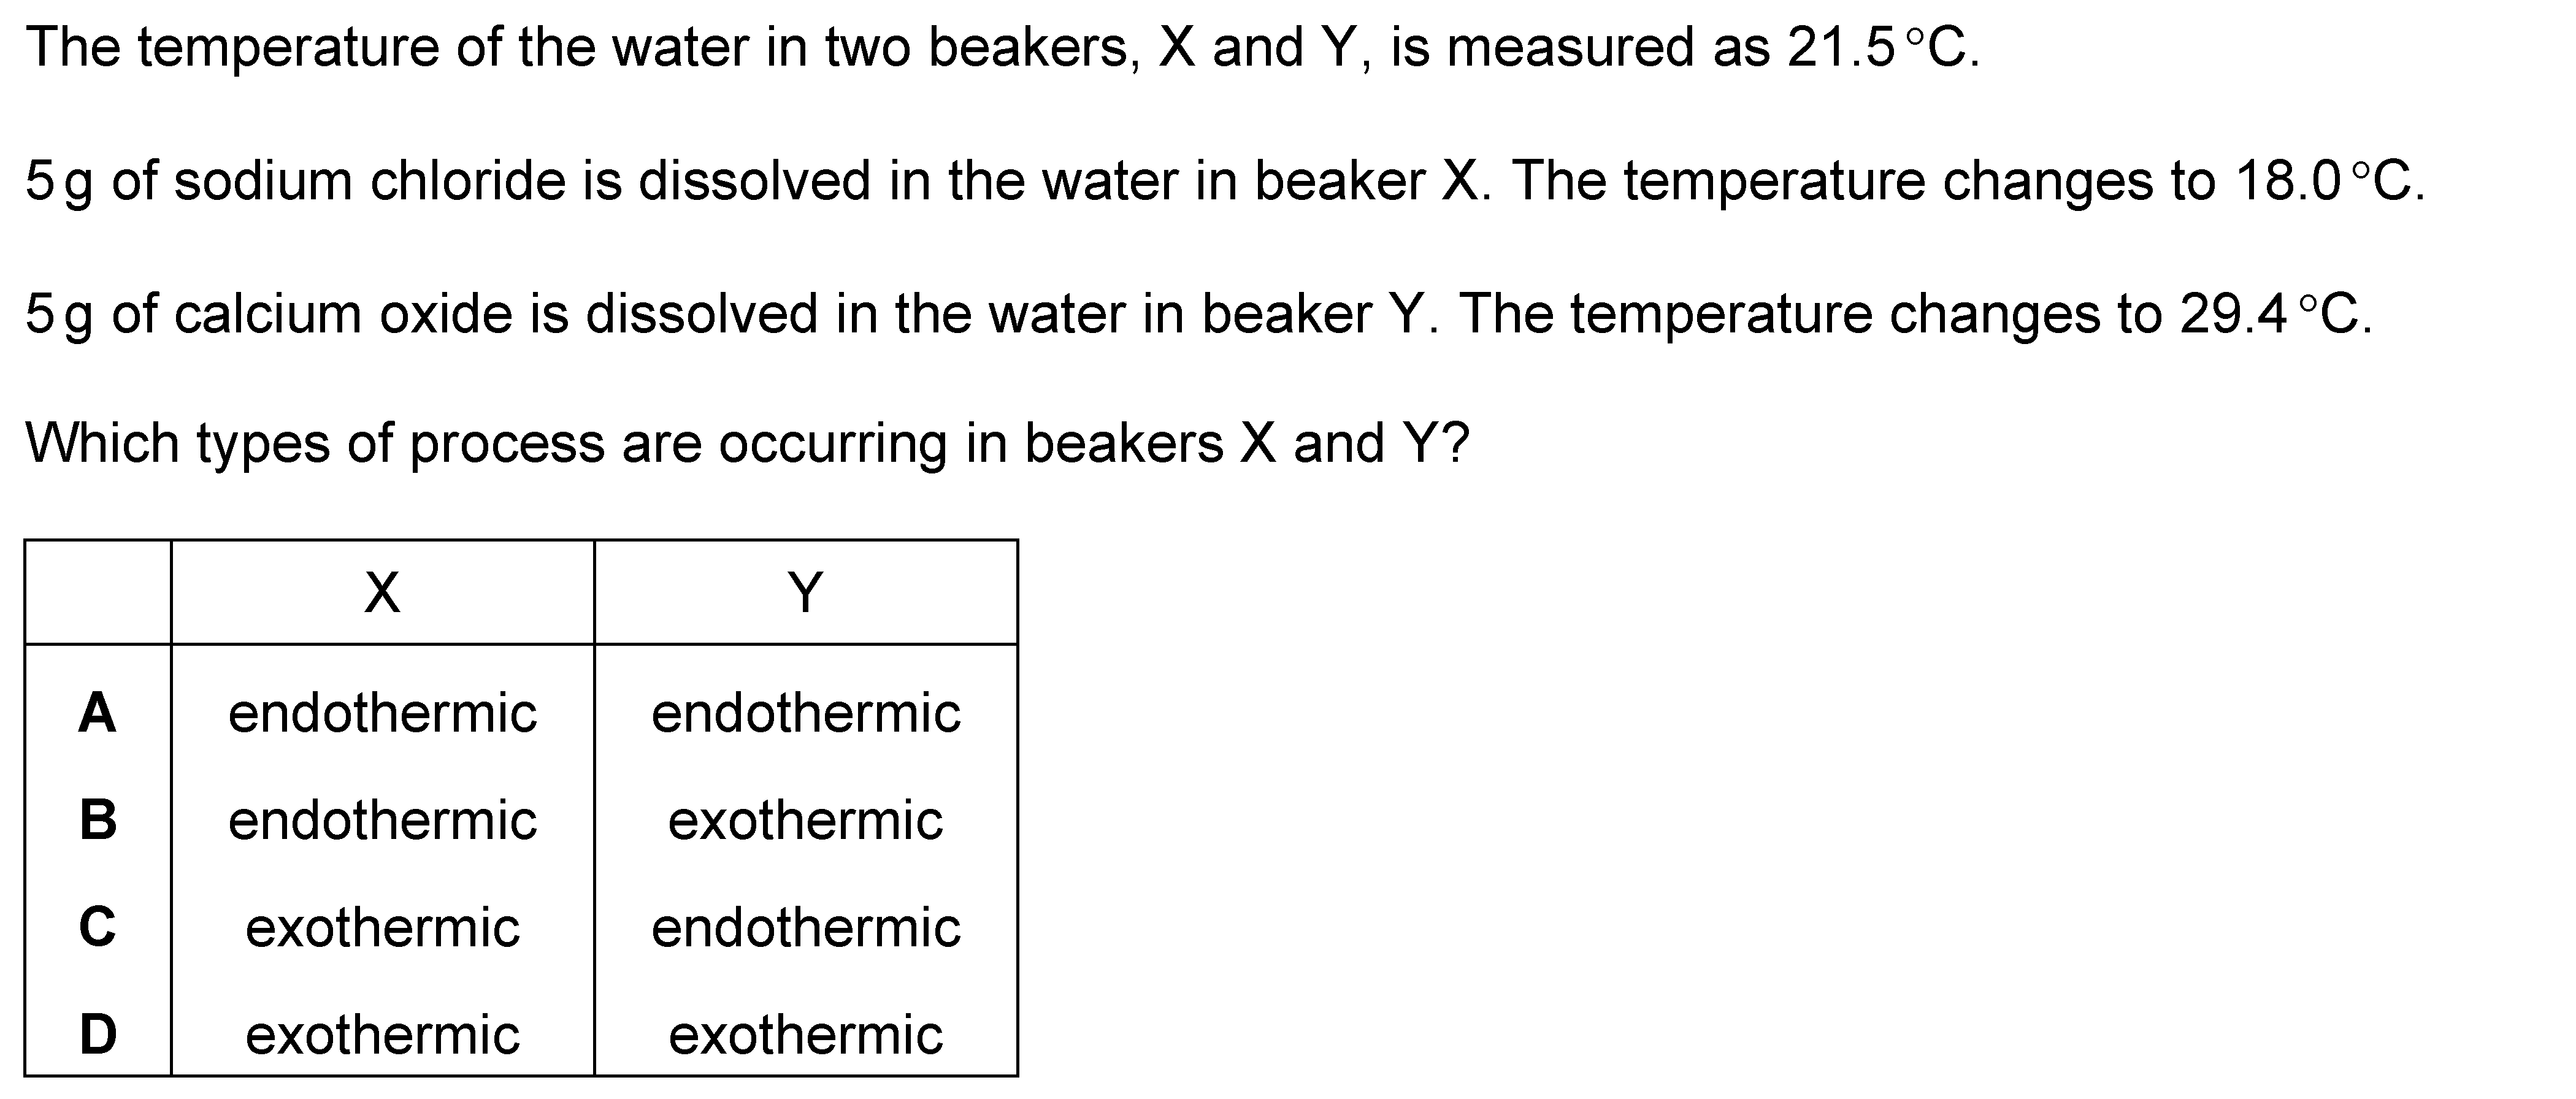 The temperature of the water in two beakers, X and Y, is measured as 21.5 °C.
5 g of sodium chloride is dissolved in the water in beaker X. The temperature changes to 18.0 °C.
5 g of calcium oxide is dissolved in the water in beaker Y. The temperature changes to 29.4 °C.
Which types of process are occurring in beakers X and Y?
X Y
A endothermic endothermic
B endothermic exothermic
C exothermic endothermic
D exothermic exothermic